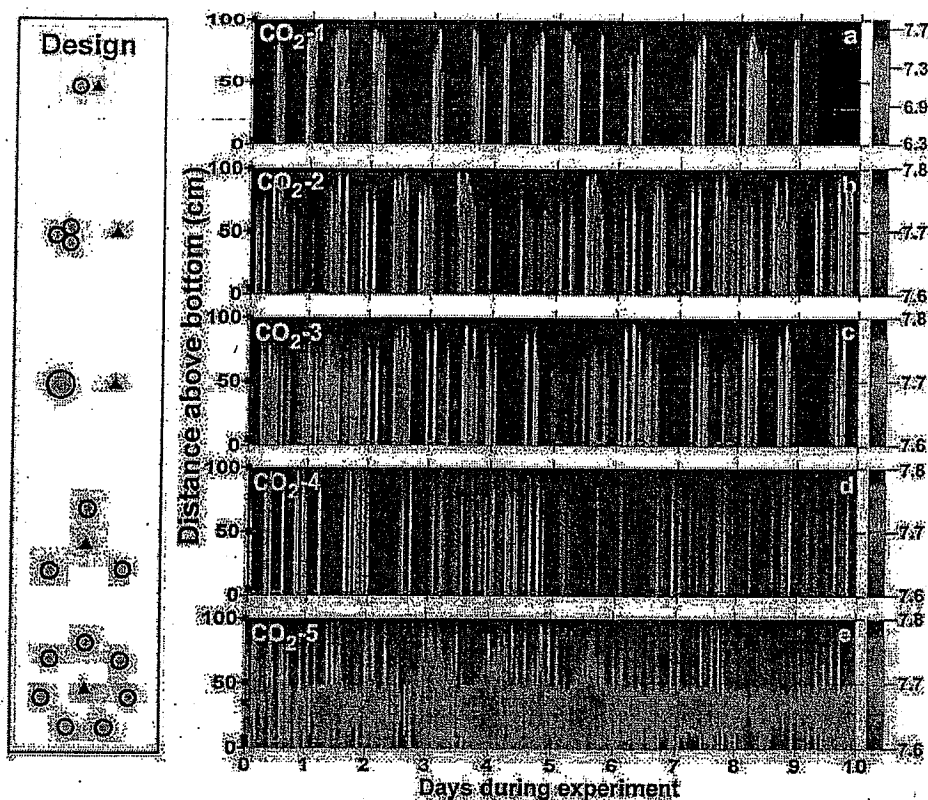 Design
Distance above bottom (cm)
CO2-1
a
100
50
0
7.7
7.3
6.9
6.3
CO2-2
b
100
50
0
7.8
7.7
7.6
CO2-3
c
100
50
0
7.8
7.7
7.6
CO2-4
d
100
50
0
7.8
7.7
7.6
CO2-5
e
100
50
0
7.8
7.7
7.6
0 1 2 3 4 5 6 7 8 9 10
Days during experiment